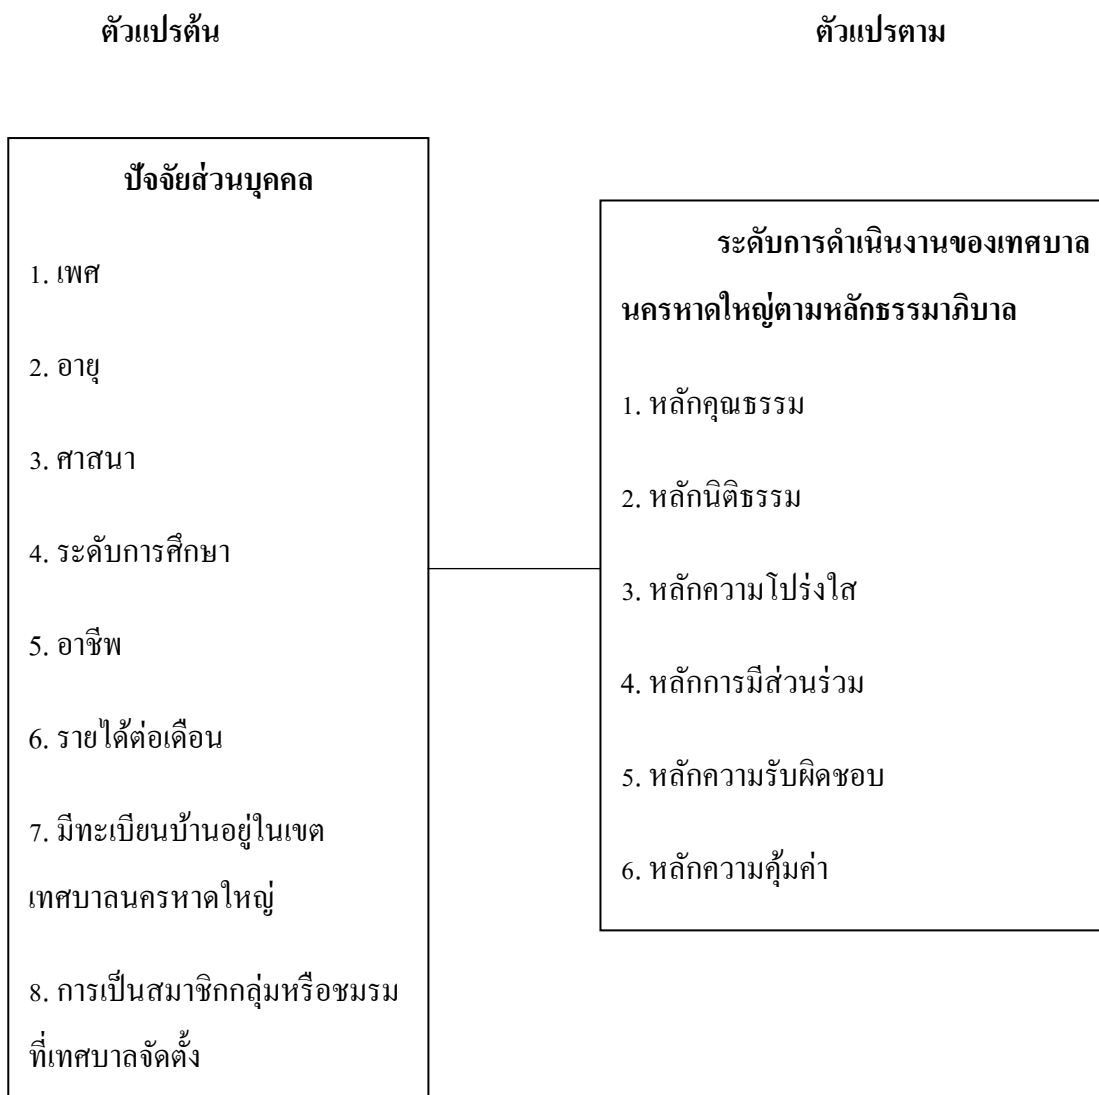 ตัวแปรต้น
ตัวแปรตาม
ปัจจัยส่วนบุคคล
1. เพศ
2. อายุ
3. ศาสนา
4. ระดับการศึกษา
5. อาชีพ
6. รายได้ต่อเดือน
7. มีทะเบียนบ้านอยู่ในเขต
เทศบาลนครหาดใหญ่
8. การเป็นสมาชิกกลุ่มหรือชมรม
ที่เทศบาลจัดตั้ง
ระดับการดำเนินงานของเทศบาล
นครหาดใหญ่ตามหลักธรรมาภิบาล
1. หลักคุณธรรม
2. หลักนิติธรรม
3. หลักความโปร่งใส
4. หลักการมีส่วนร่วม
5. หลักความรับผิดชอบ
6. หลักความคุ้มค่า